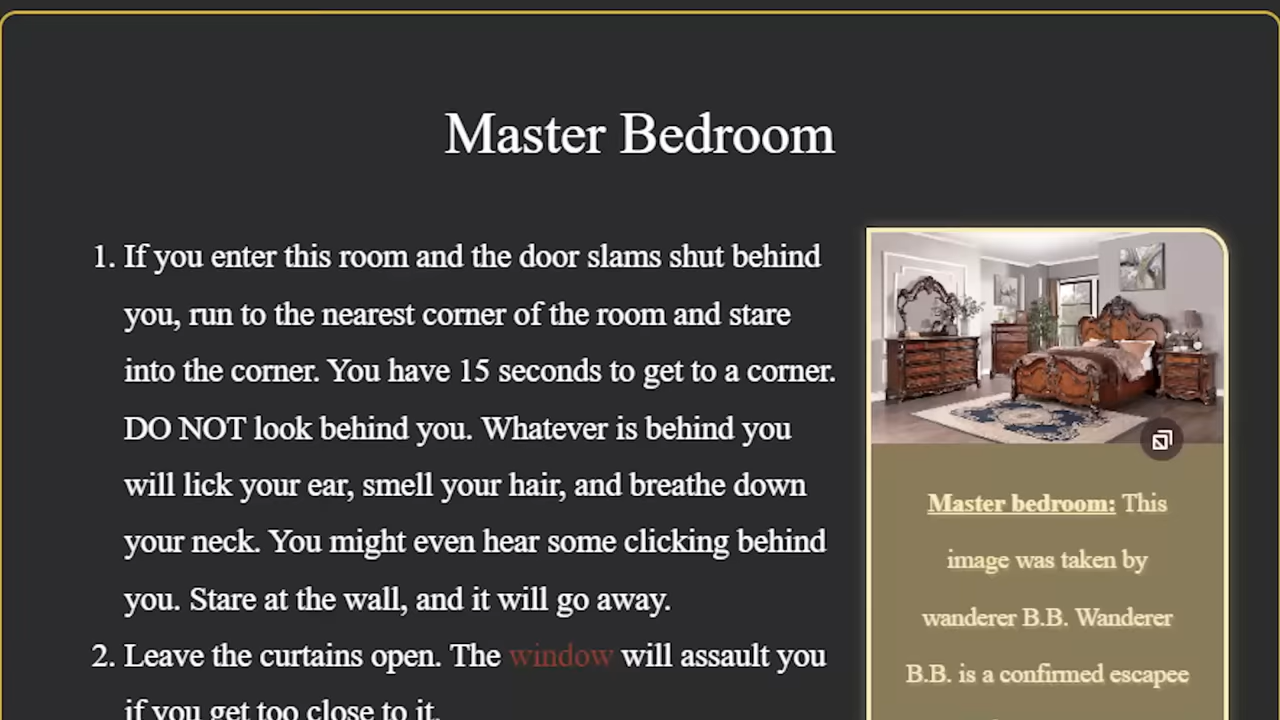 Master Bedroom
1. If you enter this room and the door slams shut behind
you, run to the nearest corner of the room and stare
into the corner. You have 15 seconds to get to a corner.
DO NOT look behind you. Whatever is behind you
will lick your ear, smell your hair, and breathe down
your neck. You might even hear some clicking behind
you. Stare at the wall, and it will go away.
2. Leave the curtains open. The window will assault you
if you get too close to it.
Master bedroom: This
image was taken by
wanderer B.B. Wanderer
B.B. is a confirmed escapee